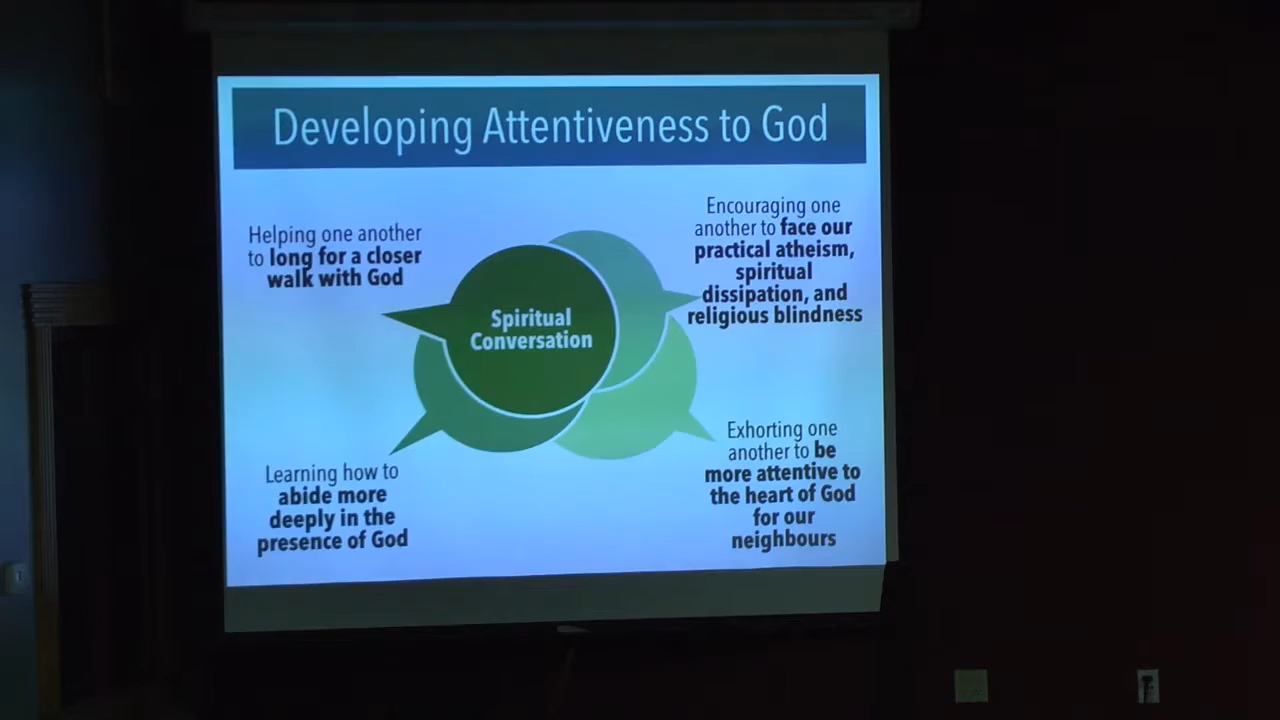 Developing Attentiveness to God
Helping one another
to long for a closer
walk with God
Encouraging one
another to face our
practical atheism,
spiritual
dissipation, and
religious blindness
Spiritual
Conversation
Learning how to
abide more
deeply in the
presence of God
Exhorting one
another to be
more attentive to
the heart of God
for our
neighbours